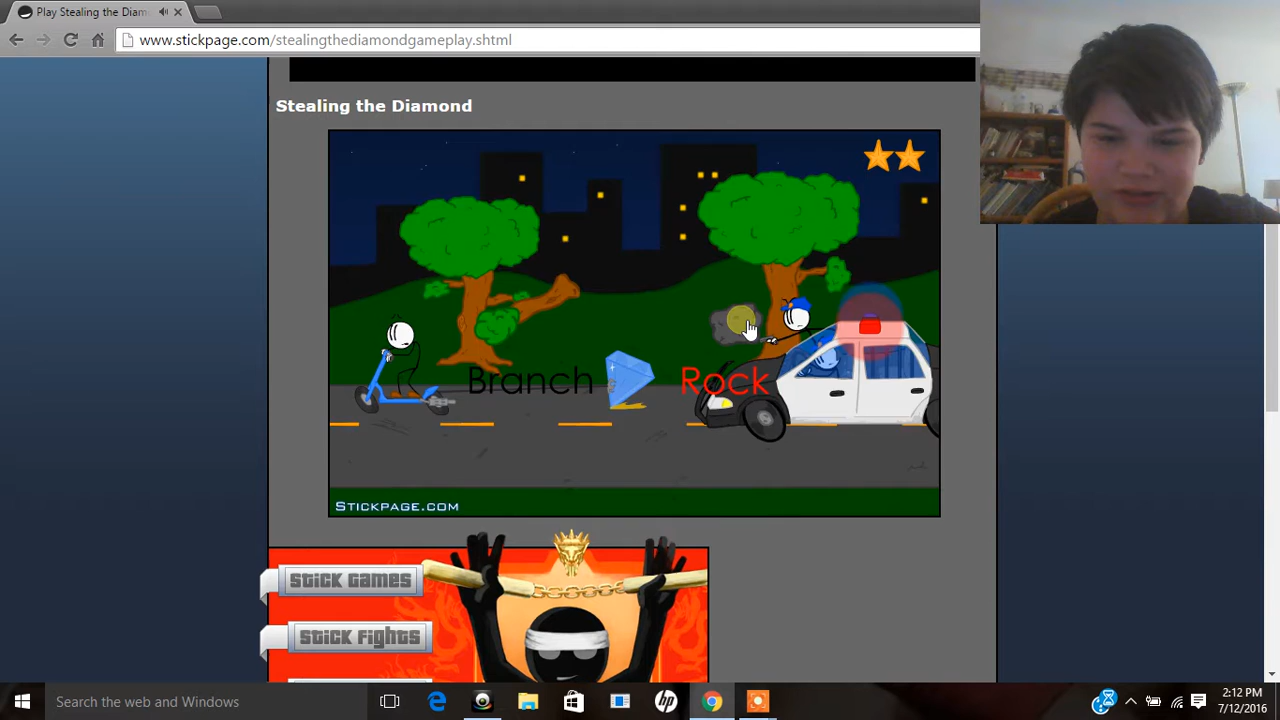 Play Stealing the Diam
www.stickpage.com/stealingthediamondgameplay.shtml
Stealing the Diamond
Branch
Rock
STICKPAGE.COM
STICK GAMES
STICK FIGHTS
Search the web and Windows
hp
2:12 PM
7/12/2016